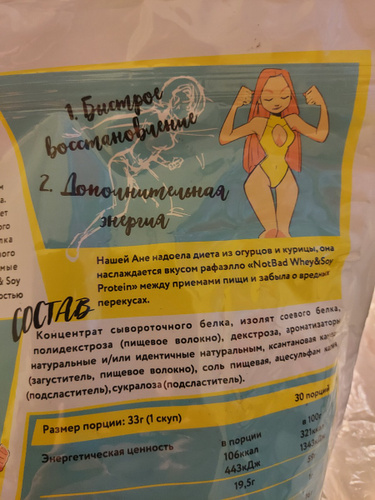 1. Быстрое
восстановление
2. Дополнительная
энергия
Нашей Ане надоела диета из огурцов и курицы, она
наслаждается вкусом рафаэлло «NotBad Whey&Soy
Protein» между приемами пищи и забыла о вредных
перекусах.
& Soy
СОСТАВ
Концентрат сывороточного белка, изолят соевого белка,
полидекстроза (пищевое волокно), декстроза, ароматизаторы
натуральные и/или идентичные натуральным, ксантановая
(загуститель, пищевое волокно), соль пищевая, ацесульфам
(подсластитель), сукралоза (подсластитель).
30 порций
Размер порции: 33г (1 скуп)
в порции в 100г
Энергетическая ценность 106ккал
443кДж
19,5г